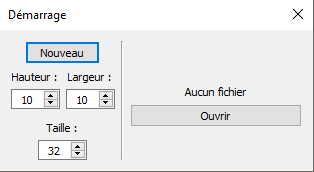 Démarrage
Nouveau
Hauteur : Largeur :
10 10
Taille :
32
Aucun fichier
Ouvrir